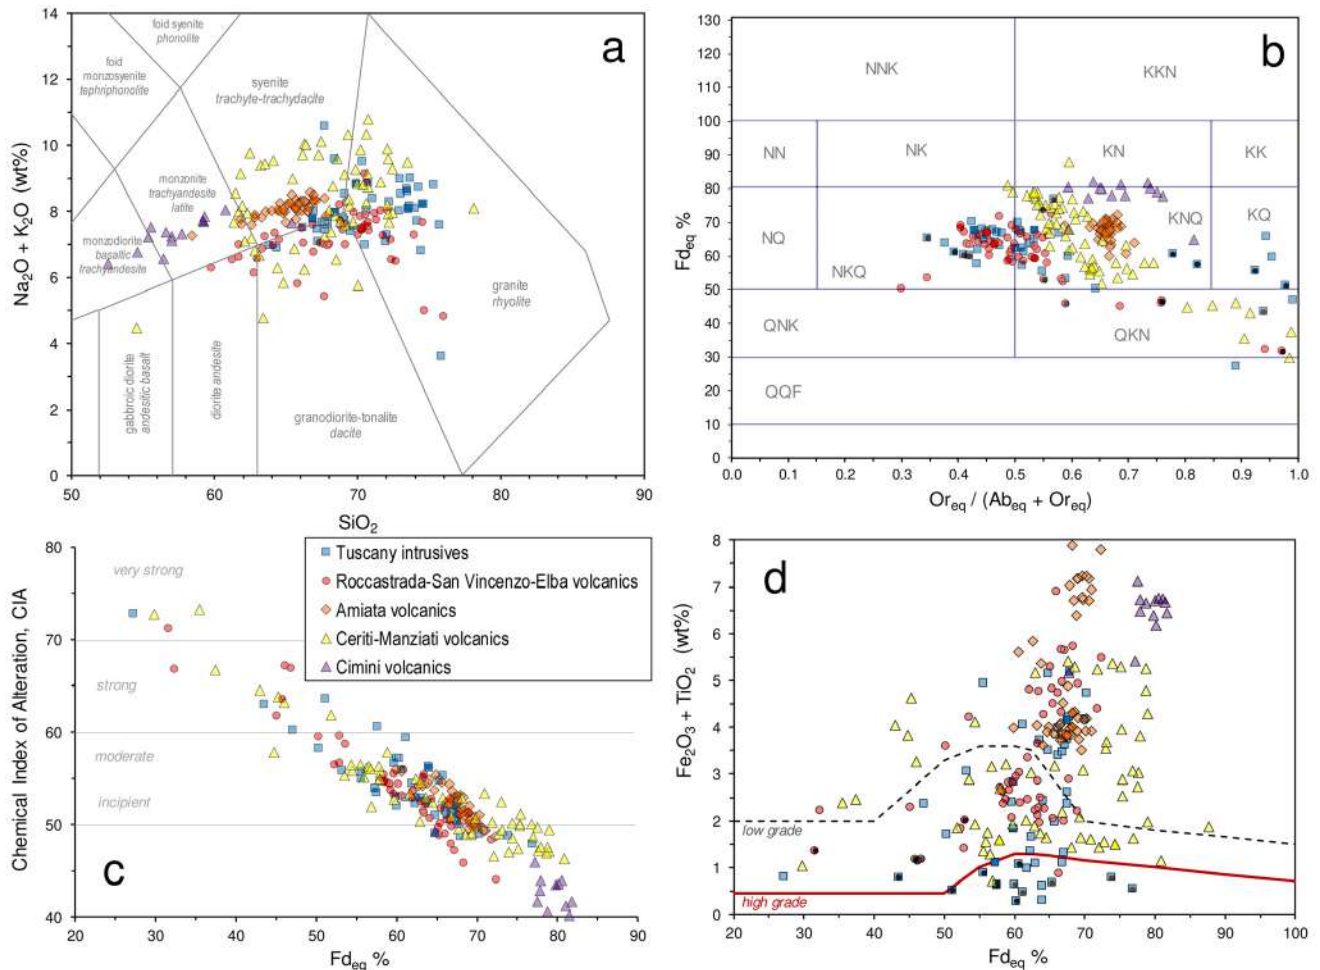 a
14
12
10
8
6
4
2
0
50
60
70
80
90
Na2O + K2O (wt%)
SiO2
foid syenite
phonolite
foid
monzosyenite
tephriphonolite
syenite
trachyte-trachydacite
monzonite
trachyandesite
latite
monzodiorite
basaltic
trachyandesite
gabbroic diorite
andesitic basalt
diorite andesite
granodiorite-tonalite
dacite
granite
rhyolite
b
130
120
110
100
90
80
70
60
50
40
30
20
10
0
0.0
0.1
0.2
0.3
0.4
0.5
0.6
0.7
0.8
0.9
1.0
Fdeq %
Oreq / (Abeq + Oreq)
NNK
KKN
NN
NK
KN
KK
NQ
NKQ
KNQ
KQ
QNK
QKN
QQF
c
80
70
60
50
40
20
30
40
50
60
70
80
90
100
Chemical Index of Alteration, CIA
Fdeq %
very strong
strong
moderate
incipient
Tuscany intrusives
Roccastrada-San Vincenzo-Elba volcanics
Amiata volcanics
Ceriti-Manziati volcanics
Cimini volcanics
d
8
7
6
5
4
3
2
1
0
20
30
40
50
60
70
80
90
100
Fe2O3 + TiO2 (wt%)
Fdeq %
low grade
high grade